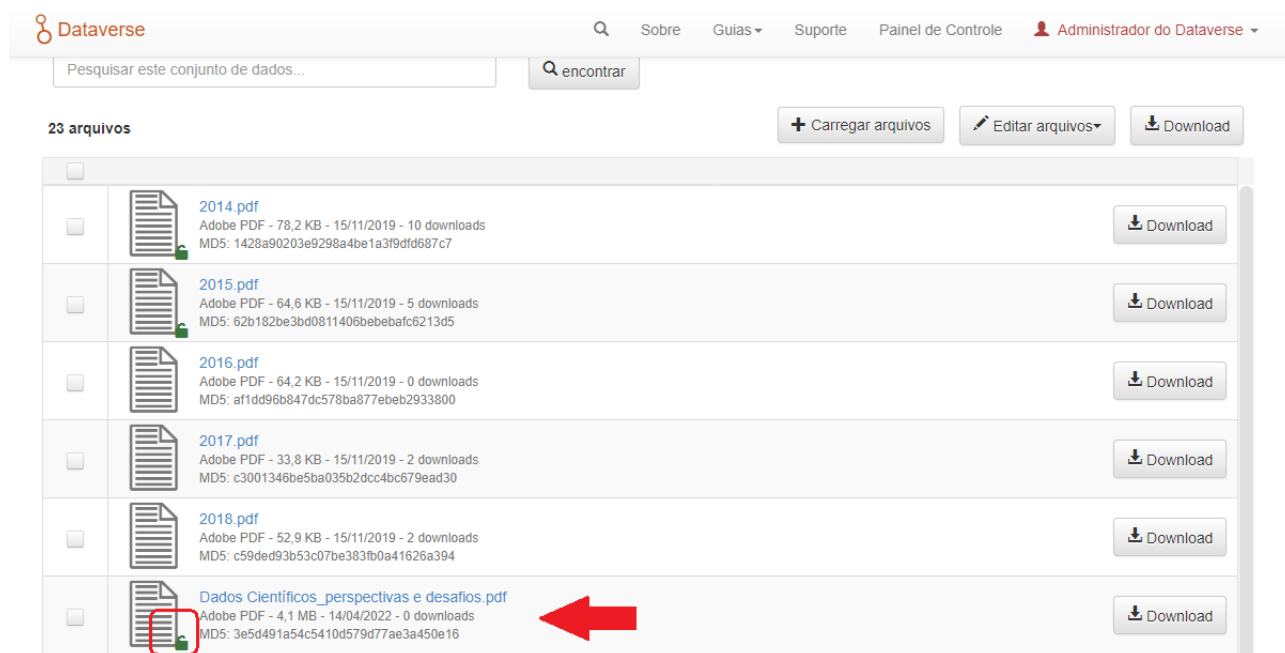 Dataverse
Sobre
Guias
Suporte
Painel de Controle
Administrador do Dataverse
Pesquisar este conjunto de dados...
encontrar
23 arquivos
Carregar arquivos
Editar arquivos
Download
2014.pdf
Adobe PDF - 78,2 KB - 15/11/2019 - 10 downloads
MD5: 1428a90203e9298a4be1a3f9dfd687c7
Download
2015.pdf
Adobe PDF - 64,6 KB - 15/11/2019 - 5 downloads
MD5: 62b182be3bd0811406bebebafc6213d5
Download
2016.pdf
Adobe PDF - 64,2 KB - 15/11/2019 - 0 downloads
MD5: af1dd96b847dc578ba877ebeb2933800
Download
2017.pdf
Adobe PDF - 33,8 KB - 15/11/2019 - 2 downloads
MD5: c3001346be5ba035b2dcc4bc679ead30
Download
2018.pdf
Adobe PDF - 52,9 KB - 15/11/2019 - 2 downloads
MD5: c59ded93b53c07be383fb0a41626a394
Download
Dados Científicos_perspectivas e desafios.pdf
Adobe PDF - 4,1 MB - 14/04/2022 - 0 downloads
MD5: 3e5d491a54c5410d579d77ae3a450e16
Download